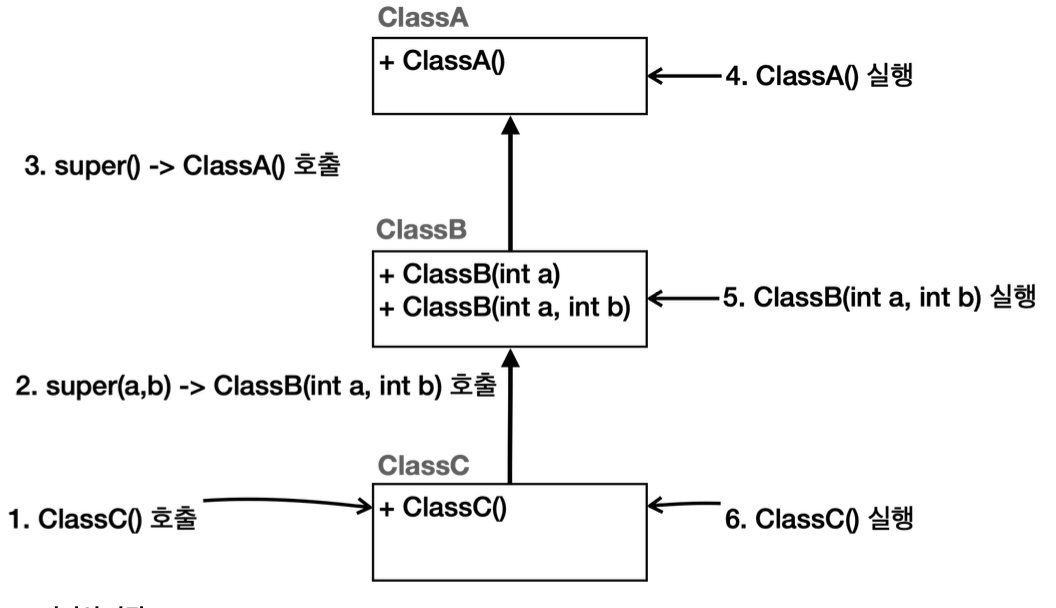 ClassA
+ ClassA()
4. ClassA() 실행
3. super() -> ClassA() 호출
ClassB
+ ClassB(int a)
+ ClassB(int a, int b)
5. ClassB(int a, int b) 실행
2. super(a,b) -> ClassB(int a, int b) 호출
ClassC
1. ClassC() 호출
+ ClassC()
6. ClassC() 실행